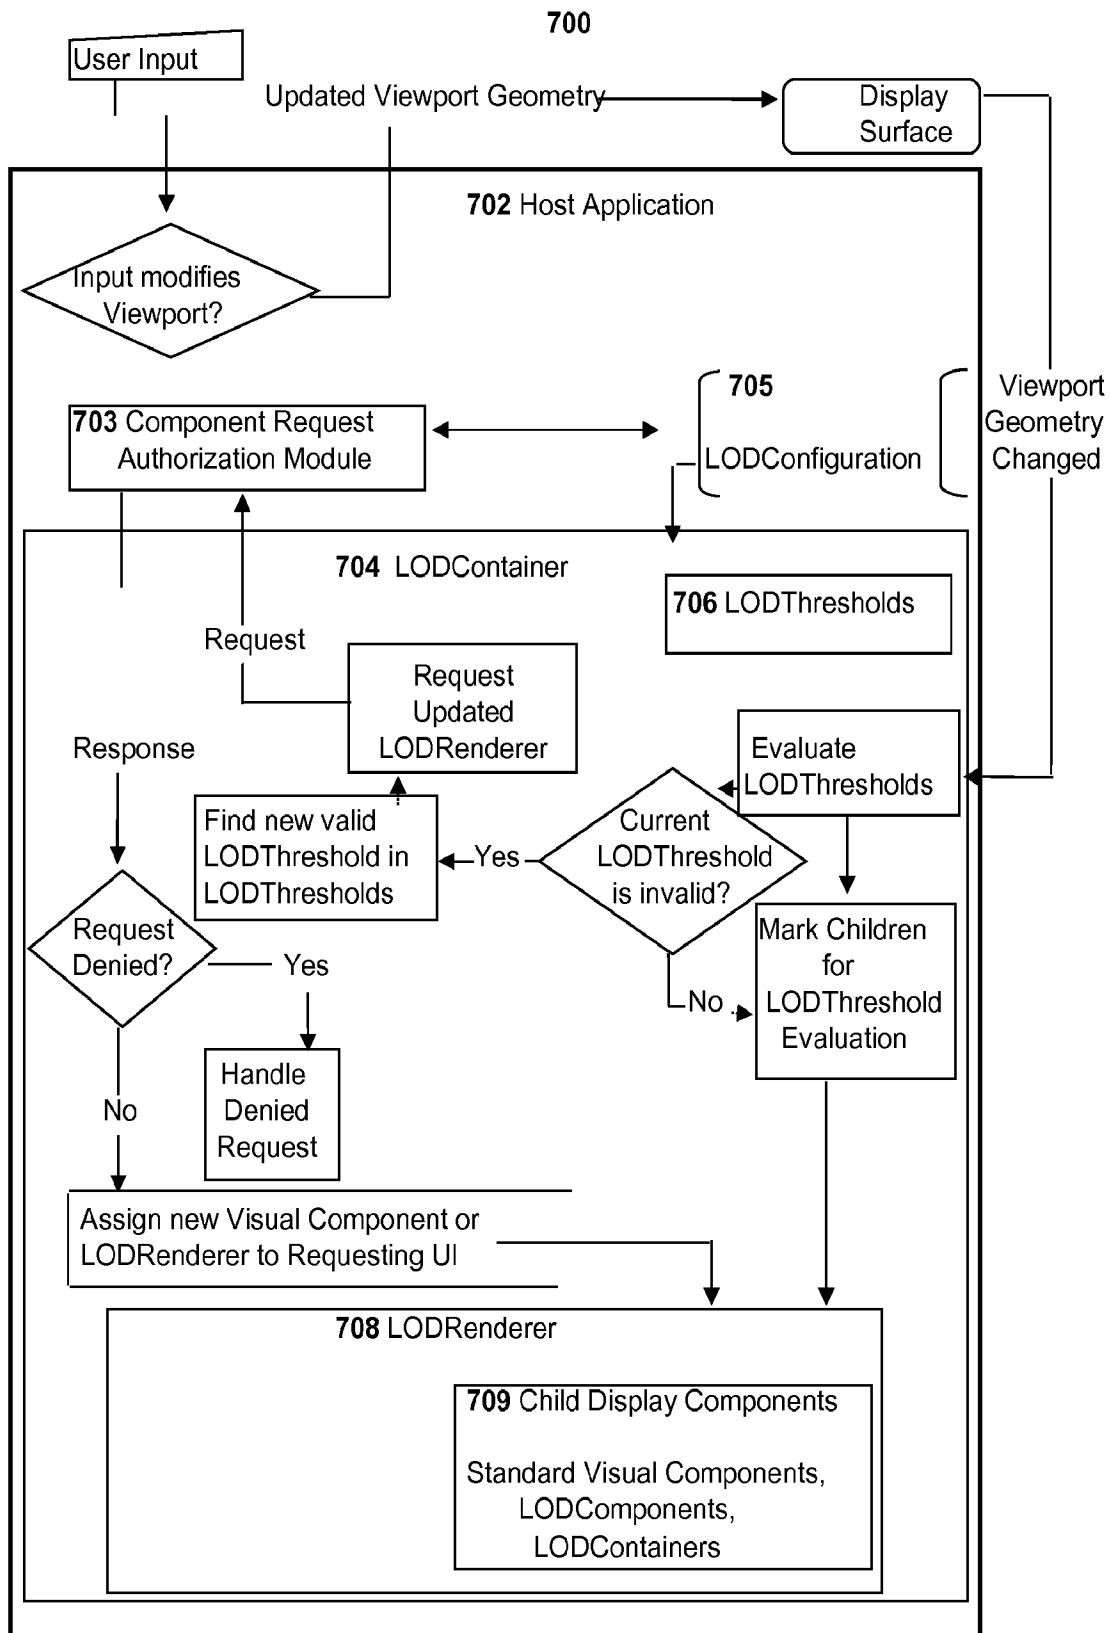 700
User Input
Updated Viewport Geometry
Display
Surface
702 Host Application
Input modifies
Viewport?
703 Component Request
Authorization Module
705
LODConfiguration
Viewport
Geometry
Changed
704 LODContainer
706 LODThresholds
Request
Request
Updated
LODRenderer
Response
Evaluate
LODThresholds
Find new valid
LODThreshold in
LODThresholds
Yes
Current
LODThreshold
is invalid?
Request
Denied?
Yes
Mark Children
for
LODThreshold
Evaluation
No
Handle
Denied
Request
No
Assign new Visual Component or
LODRenderer to Requesting UI
708 LODRenderer
709 Child Display Components
Standard Visual Components,
LODComponents,
LODContainers